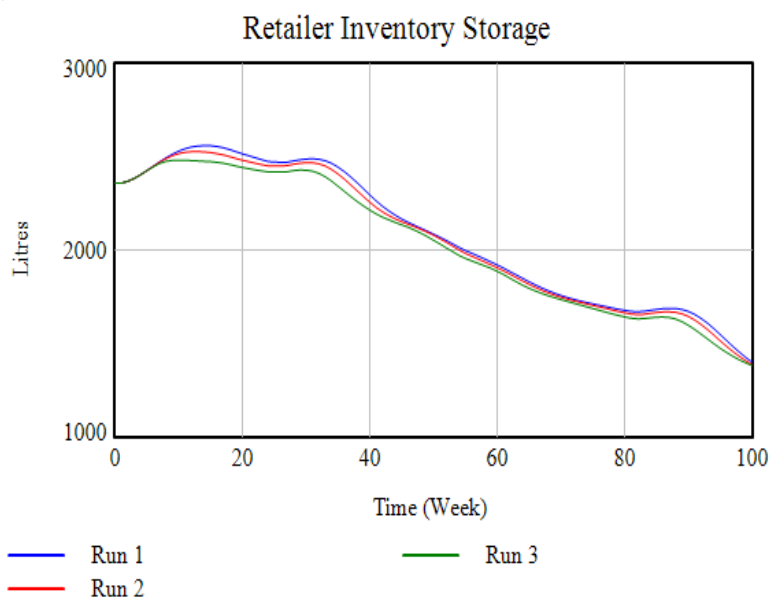 Retailer Inventory Storage
3000
2000
1000
Litres
0 20 40 60 80 100
Time (Week)
Run 1 Run 3
Run 2